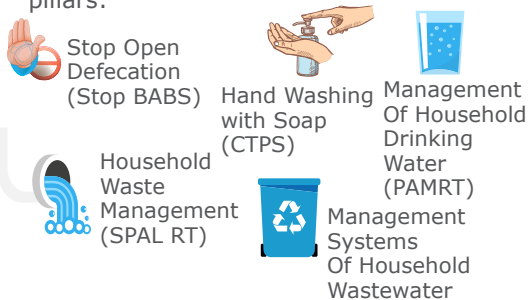 pillars:
Stop Open
Defecation
(Stop BABS)
Hand Washing
with Soap
(CTPS)
Management
Of Household
Drinking
Water
(PAMRT)
Household
Waste
Management
(SPAL RT)
Management
Systems
Of Household
Wastewater